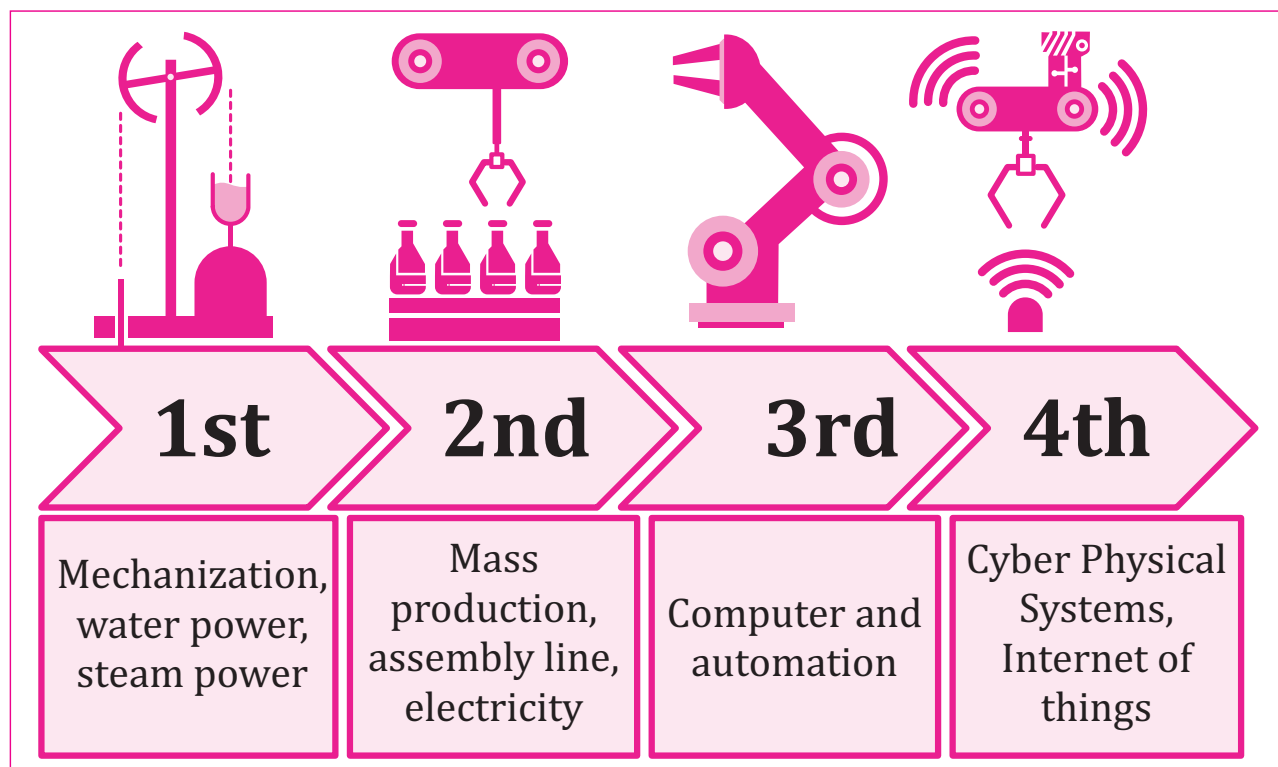 1st
2nd
3rd
4th
Mechanization,
water power,
steam power
Mass
production,
assembly line,
electricity
Computer and
automation
Cyber Physical
Systems,
Internet of
things